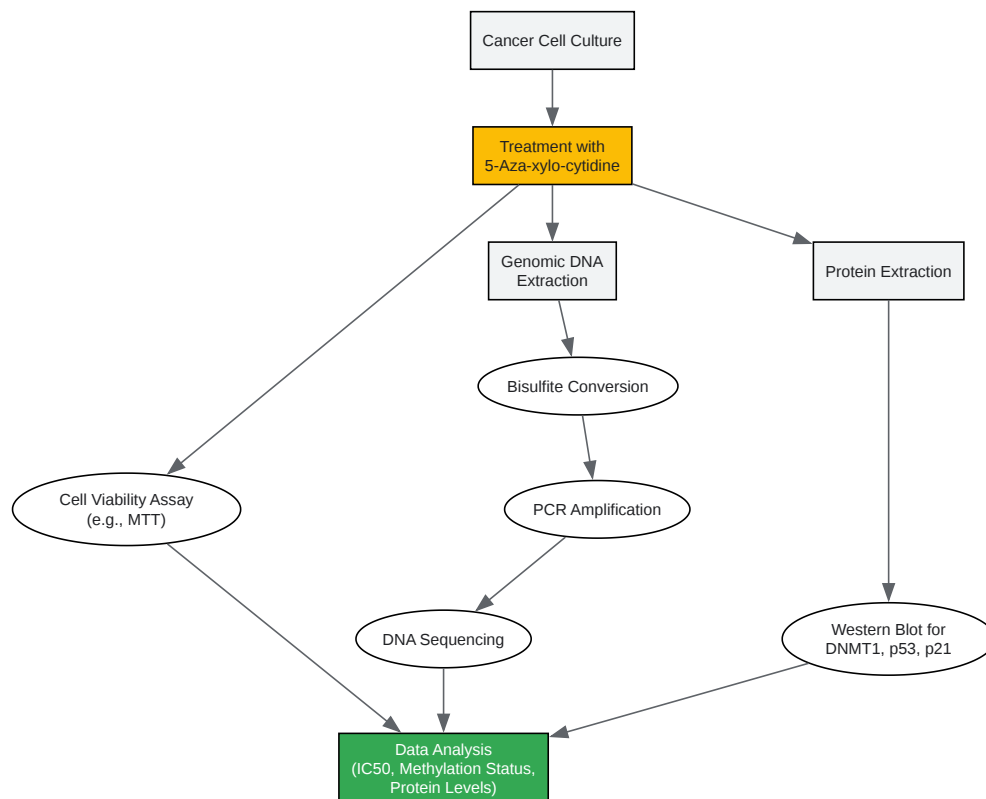 Cancer Cell Culture
Treatment with
5-Aza-xylo-cytidine
Genomic DNA
Extraction
Protein Extraction
Bisulfite Conversion
Cell Viability Assay
(e.g., MTT)
PCR Amplification
DNA Sequencing
Western Blot for
DNMT1, p53, p21
Data Analysis
(IC50, Methylation Status,
Protein Levels)